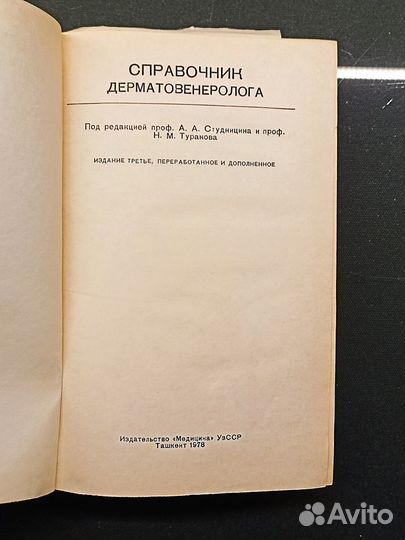 СПРАВОЧНИК
ДЕРМАТОВЕНЕРОЛОГА
Под редакцией проф. А. А. Студницина и проф.
Н. М. Туранова
ИЗДАНИЕ ТРЕТЬЕ, ПЕРЕРАБОТАННОЕ И ДОПОЛНЕННОЕ
Издательство «Медицина» УзССР
Ташкент 1978
Avito